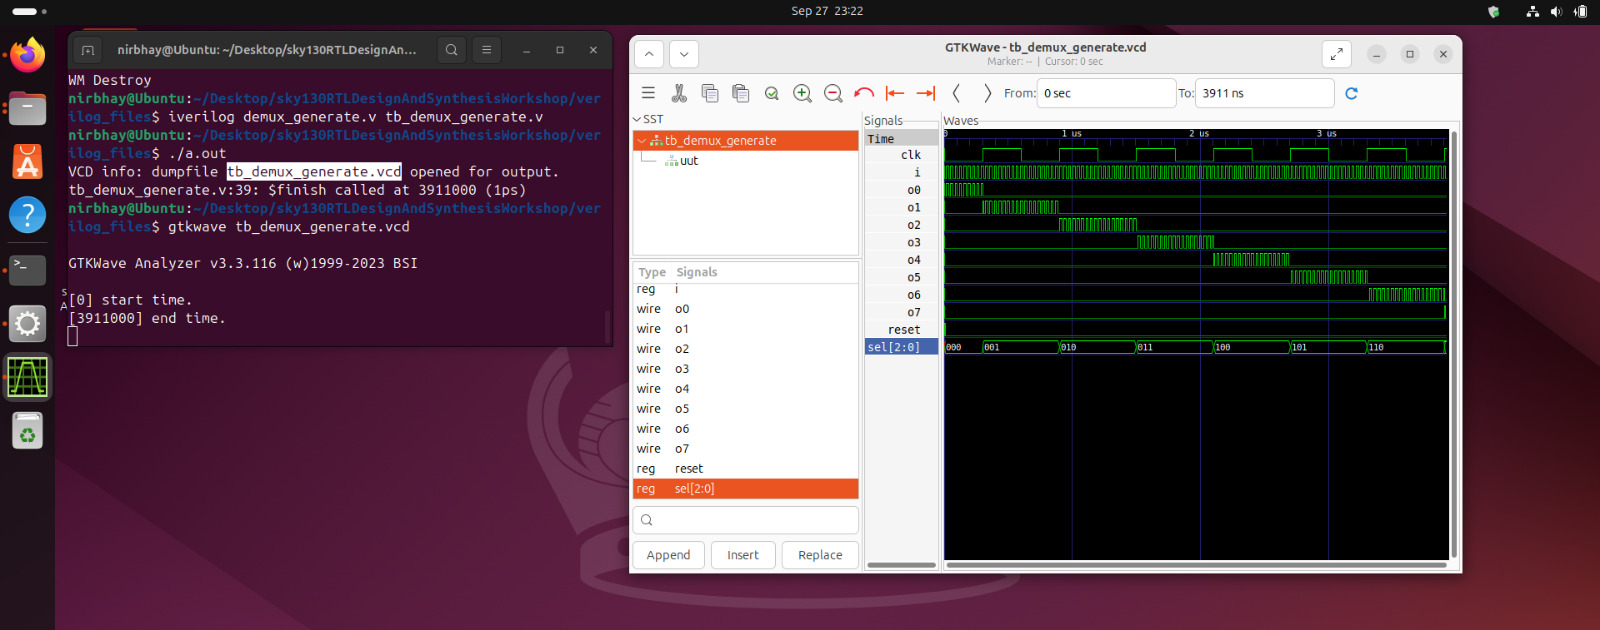 Sep 27 23:22
nirbhay@Ubuntu: ~/Desktop/sky130RTLDesignAn...
WM Destroy
nirbhay@Ubuntu:~/Desktop/sky130RTLDesignAndSynthesisWorkshop/ver
ilog_files$ iverilog demux_generate.v tb_demux_generate.v
nirbhay@Ubuntu:~/Desktop/sky130RTLDesignAndSynthesisWorkshop/ver
ilog_files$ ./a.out
VCD info: dumpfile tb_demux_generate.vcd opened for output.
tb_demux_generate.v:39: $finish called at 3911000 (1ps)
nirbhay@Ubuntu:~/Desktop/sky130RTLDesignAndSynthesisWorkshop/ver
ilog_files$ gtkwave tb_demux_generate.vcd
GTKWave Analyzer v3.3.116 (w)1999-2023 BSI
[0] start time.
[3911000] end time.
GTKWave - tb_demux_generate.vcd
Marker: -- | Cursor: 0 sec
From: 0 sec To: 3911 ns
SST
tb_demux_generate
uut
Type Signals
reg i
wire o0
wire o1
wire o2
wire o3
wire o4
wire o5
wire o6
wire o7
reg reset
reg sel[2:0]
Append Insert Replace
Signals
Time
clk
i
o0
o1
o2
o3
o4
o5
o6
o7
reset
sel[2:0]
Waves
0 1 us 2 us 3 us
000 001 010 011 100 101 110